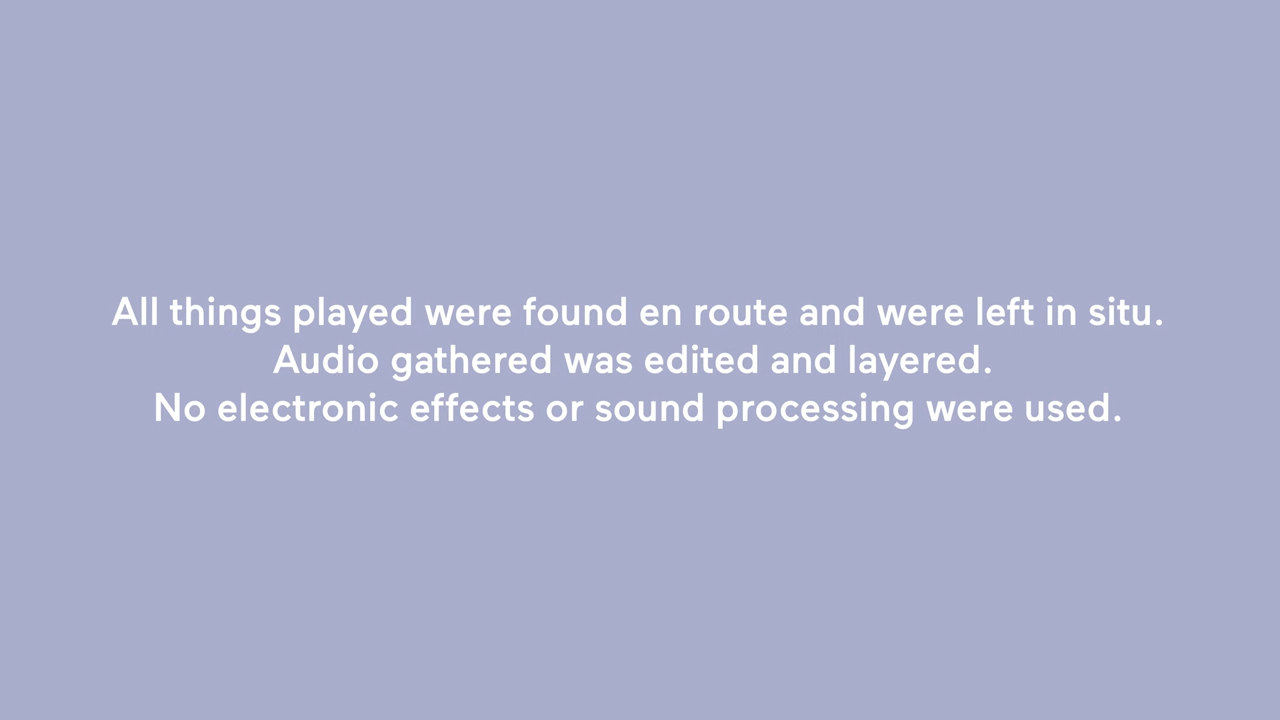 All things played were found en route and were left in situ.
Audio gathered was edited and layered.
No electronic effects or sound processing were used.